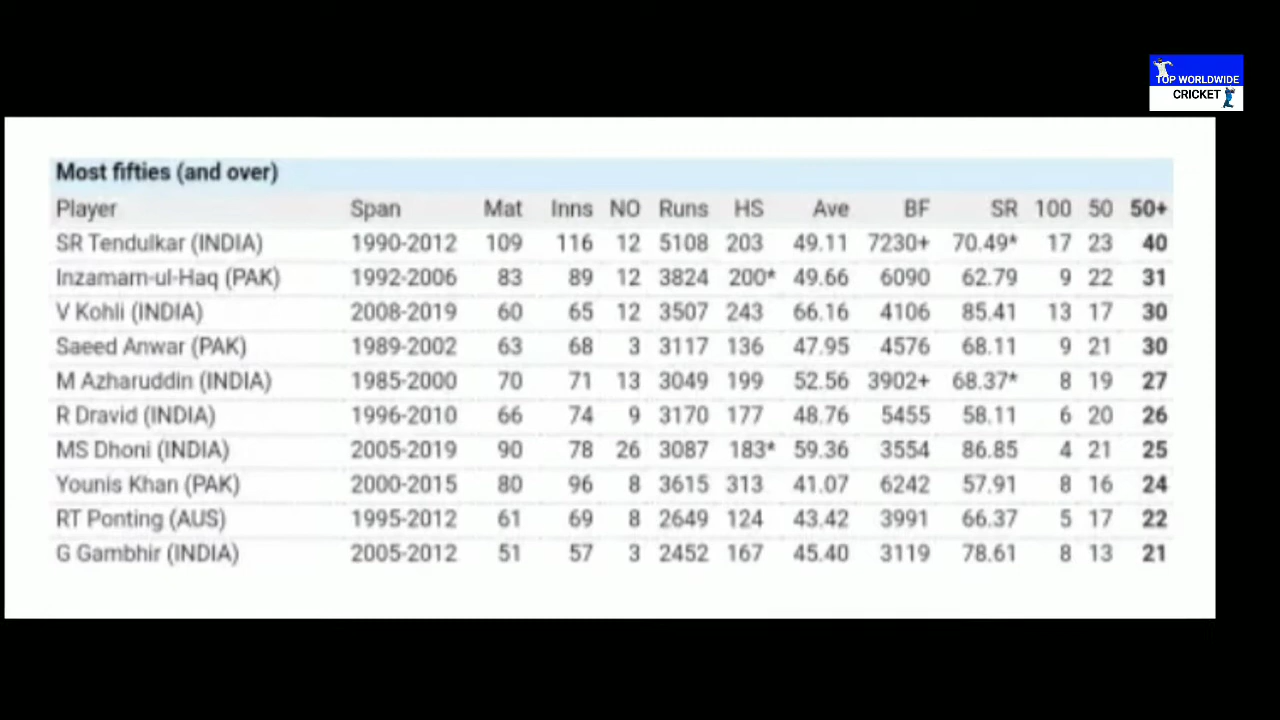 TOP WORLDWIDE
CRICKET
Most fifties (and over)
Player Span Mat Inns NO Runs HS Ave BF SR 100 50 50+
SR Tendulkar (INDIA) 1990-2012 109 116 12 5108 203 49.11 7230+ 70.49* 17 23 40
Inzamam-ul-Haq (PAK) 1992-2006 83 89 12 3824 200* 49.66 6090 62.79 9 22 31
V Kohli (INDIA) 2008-2019 60 65 12 3507 243 66.16 4106 85.41 13 17 30
Saeed Anwar (PAK) 1989-2002 63 68 3 3117 136 47.95 4576 68.11 9 21 30
M Azharuddin (INDIA) 1985-2000 70 71 13 3049 199 52.56 3902+ 68.37* 8 19 27
R Dravid (INDIA) 1996-2010 66 74 9 3170 177 48.76 5455 58.11 6 20 26
MS Dhoni (INDIA) 2005-2019 90 78 26 3087 183* 59.36 3554 86.85 4 21 25
Younis Khan (PAK) 2000-2015 80 96 8 3615 313 41.07 6242 57.91 8 16 24
RT Ponting (AUS) 1995-2012 61 69 8 2649 124 43.42 3991 66.37 5 17 22
G Gambhir (INDIA) 2005-2012 51 57 3 2452 167 45.40 3119 78.61 8 13 21